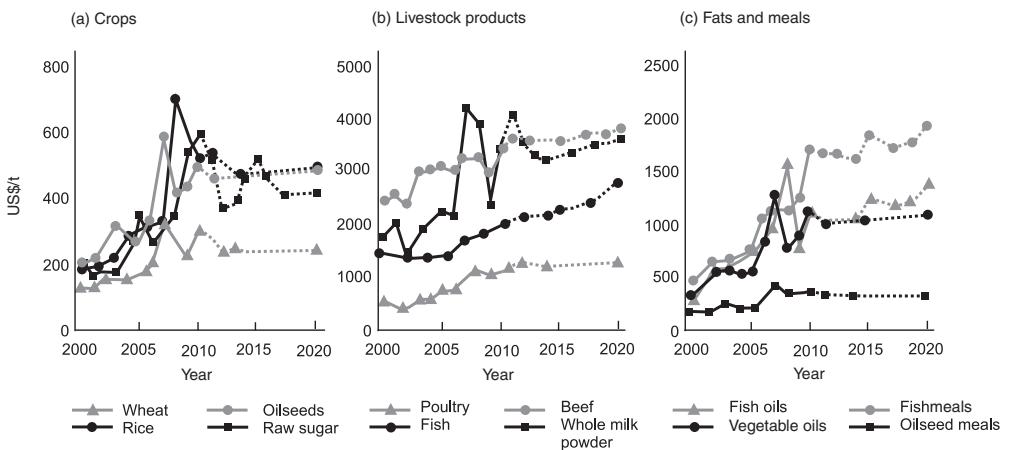 (a) Crops
(b) Livestock products
(c) Fats and meals
US$/t
800
600
400
200
0
2000 2005 2010 2015 2020
Year
5000
4000
3000
2000
1000
0
2000 2005 2010 2015 2020
Year
2500
2000
1500
1000
500
0
2000 2005 2010 2015 2020
Year
Wheat
Oilseeds
Rice
Raw sugar
Poultry
Beef
Fish
Whole milk
powder
Fish oils
Fishmeals
Vegetable oils
Oilseed meals